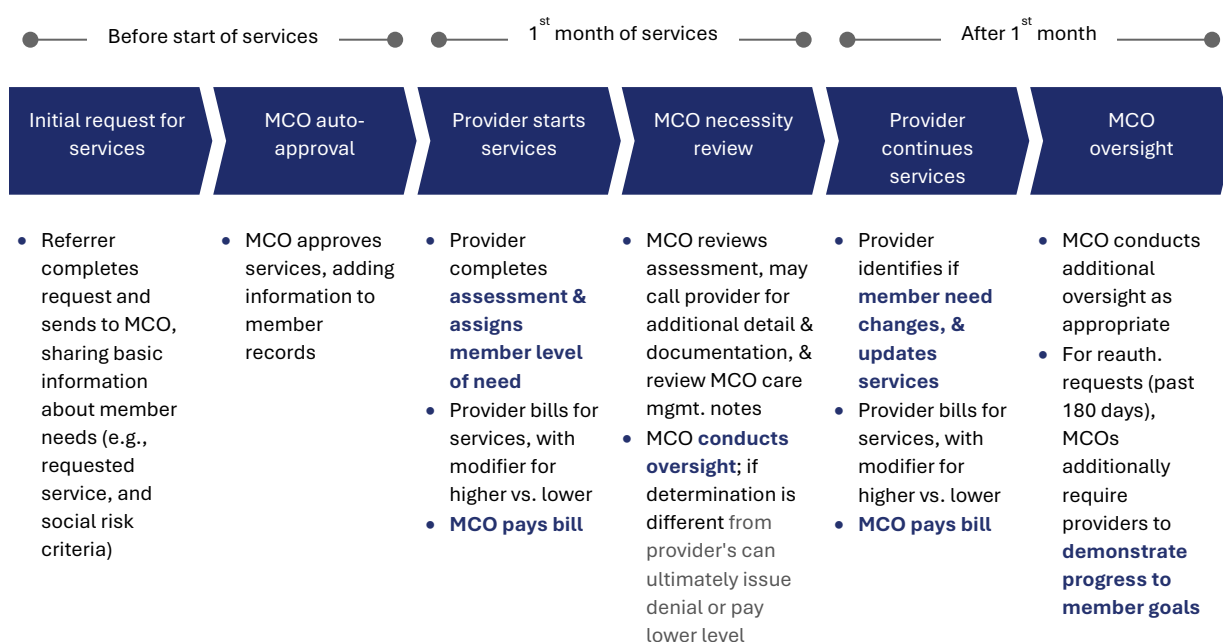 Before start of services
1st month of services
After 1st month
Initial request for
services
MCO auto-
approval
Provider starts
services
MCO necessity
review
Provider
continues
services
MCO
oversight
• Referrer
completes
request and
sends to MCO,
sharing basic
information
about member
needs (e.g.,
requested
service, and
social risk
criteria)
• MCO approves
services, adding
information to
member
records
• Provider
completes
assessment &
assigns
member level
of need
• Provider bills for
services, with
modifier for
higher vs. lower
• MCO pays bill
• MCO reviews
assessment, may
call provider for
additional detail &
documentation, &
review MCO care
mgmt. notes
• MCO conducts
oversight; if
determination is
different from
provider's can
ultimately issue
denial or pay
lower level
• Provider
identifies if
member need
changes, &
updates
services
• Provider bills for
services, with
modifier for
higher vs. lower
• MCO pays bill
• MCO conducts
additional
oversight as
appropriate
• For reauth.
requests (past
180 days),
MCOs
additionally
require
providers to
demonstrate
progress to
member goals